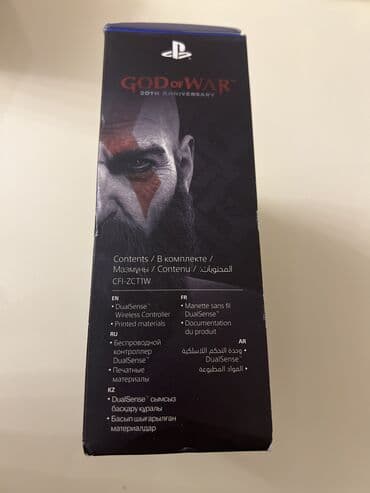 GOD OF WAR™
20TH ANNIVERSARY
Contents / В комплекте /
Мазмұны / Contenu / المحتويات:
CFI-ZCT1W
EN
• DualSense™
Wireless Controller
• Printed materials
RU
• Беспроводной
контроллер
DualSense™
• Печатные
материалы
KZ
• DualSense™ сымсыз
басқару құралы
• Басып шығарылған
материалдар
FR
• Manette sans fil
DualSense™
• Documentation
du produit
AR
• وحدة التحكم اللاسلكية
DualSense™
• المواد المطبوعة